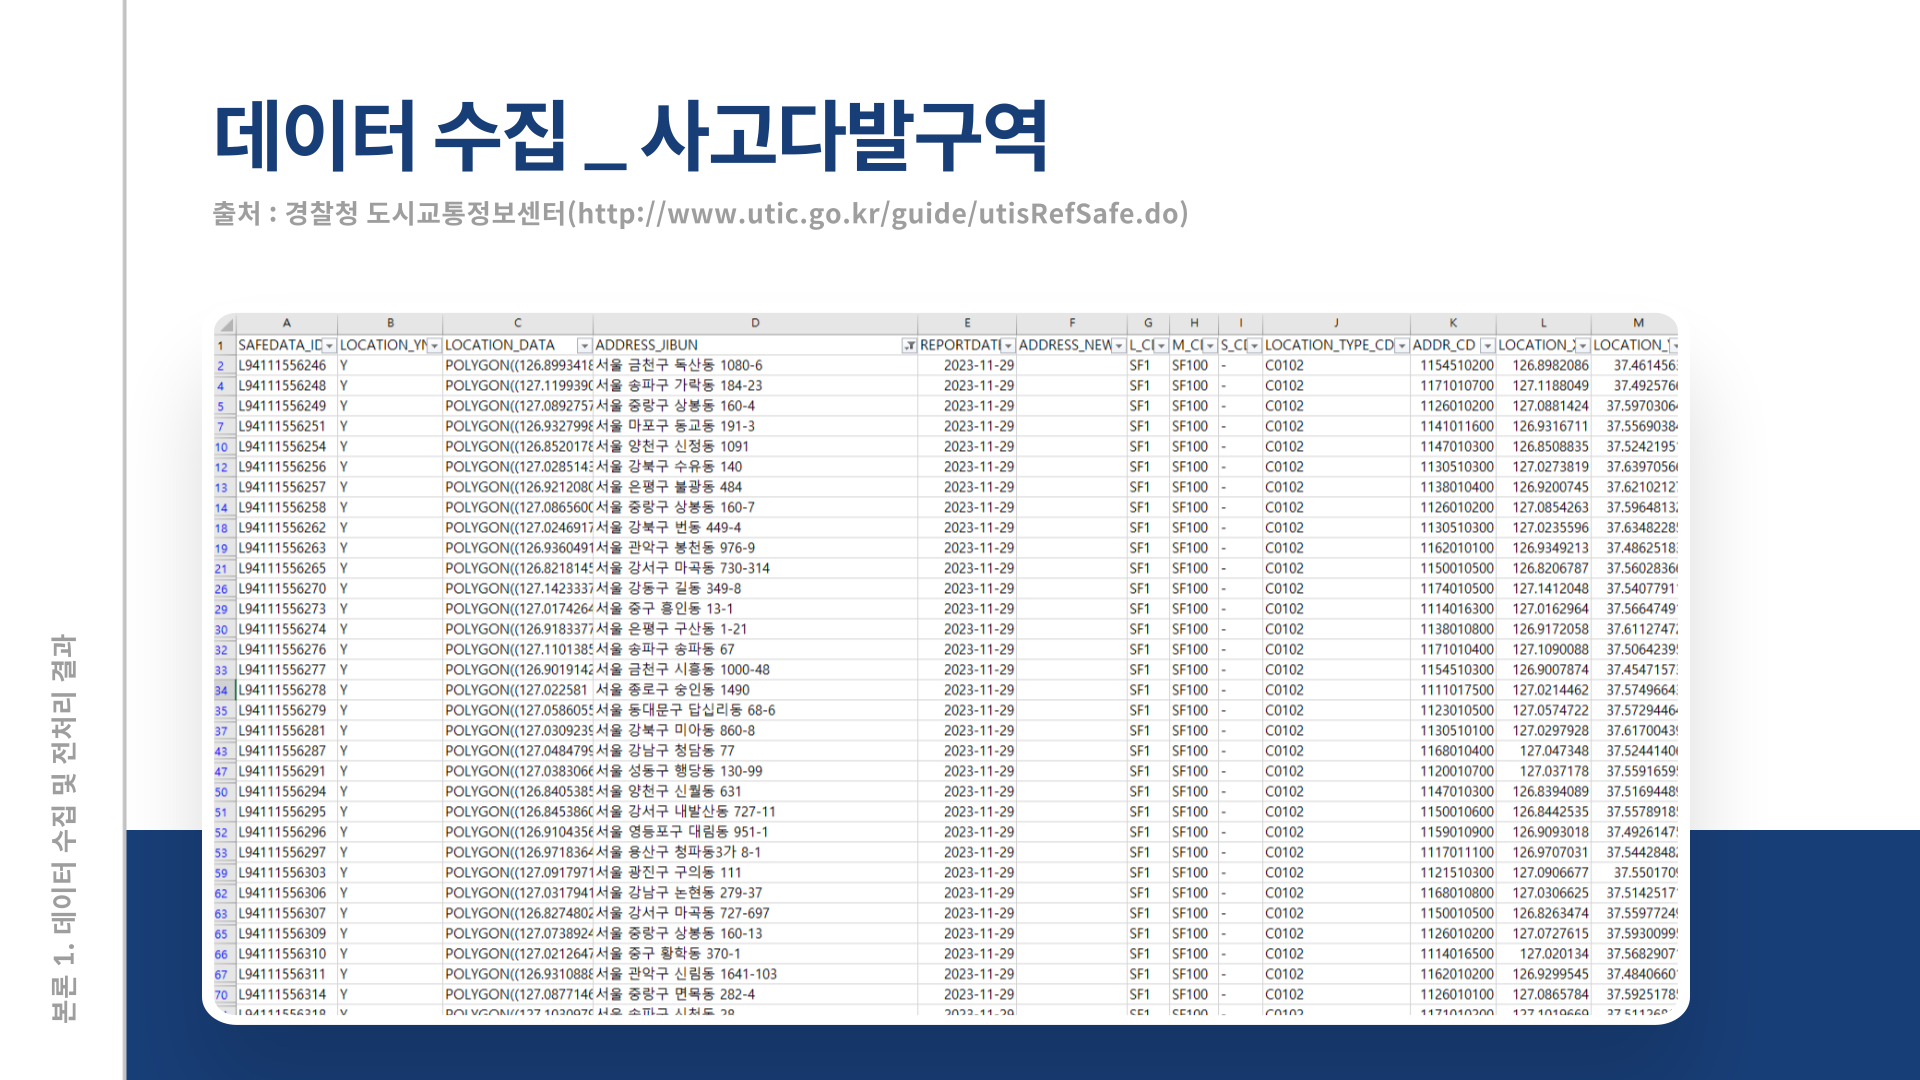 데이터 수집 _ 사고다발구역
출처 : 경찰청 도시교통정보센터(http://www.utic.go.kr/guide/utisRefSafe.do)
본론 1. 데이터 수집 및 전처리 결과
A B C D E F G H I J K L M
1 SAFEDATA_ID LOCATION_YN LOCATION_DATA ADDRESS_JIBUN REPORTDATE ADDRESS_NEW L_CD M_CD S_CD LOCATION_TYPE_CD ADDR_CD LOCATION_X LOCATION_Y
2 L94111556246 Y POLYGON((126.8993418 서울 금천구 독산동 1080-6 2023-11-29 SF1 SF100 - C0102 1154510200 126.8982086 37.461456
4 L94111556248 Y POLYGON((127.1199390 서울 송파구 가락동 184-23 2023-11-29 SF1 SF100 - C0102 1171010700 127.1188049 37.492576
5 L94111556249 Y POLYGON((127.0892757 서울 중랑구 상봉동 160-4 2023-11-29 SF1 SF100 - C0102 1126010200 127.0881424 37.5970306
7 L94111556251 Y POLYGON((126.9327998 서울 마포구 동교동 191-3 2023-11-29 SF1 SF100 - C0102 1141011600 126.9316711 37.5569038
10 L94111556254 Y POLYGON((126.8520178 서울 양천구 신정동 1091 2023-11-29 SF1 SF100 - C0102 1147010300 126.8508835 37.5242195
12 L94111556256 Y POLYGON((127.0285143 서울 강북구 수유동 140 2023-11-29 SF1 SF100 - C0102 1130510300 127.0273819 37.6397056
13 L94111556257 Y POLYGON((126.9212080 서울 은평구 불광동 484 2023-11-29 SF1 SF100 - C0102 1138010400 126.9200745 37.6210212
14 L94111556258 Y POLYGON((127.0865600 서울 중랑구 상봉동 160-7 2023-11-29 SF1 SF100 - C0102 1126010200 127.0854263 37.5964813
18 L94111556262 Y POLYGON((127.0246917 서울 강북구 번동 449-4 2023-11-29 SF1 SF100 - C0102 1130510300 127.0235596 37.6348228
19 L94111556263 Y POLYGON((126.9360491 서울 관악구 봉천동 976-9 2023-11-29 SF1 SF100 - C0102 1162010100 126.9349213 37.4862518
21 L94111556265 Y POLYGON((126.8218145 서울 강서구 마곡동 730-314 2023-11-29 SF1 SF100 - C0102 1150010500 126.8206787 37.5602836
26 L94111556270 Y POLYGON((127.1423337 서울 강동구 길동 349-8 2023-11-29 SF1 SF100 - C0102 1174010500 127.1412048 37.5407791
29 L94111556273 Y POLYGON((127.0174264 서울 중구 흥인동 13-1 2023-11-29 SF1 SF100 - C0102 1114016300 127.0162964 37.5664749
30 L94111556274 Y POLYGON((126.9183377 서울 은평구 구산동 1-21 2023-11-29 SF1 SF100 - C0102 1138010800 126.9172058 37.6112747
32 L94111556276 Y POLYGON((127.1101385 서울 송파구 송파동 67 2023-11-29 SF1 SF100 - C0102 1171010400 127.1090088 37.5064239
33 L94111556277 Y POLYGON((126.9019142 서울 금천구 시흥동 1000-48 2023-11-29 SF1 SF100 - C0102 1154510300 126.9007874 37.4547157
34 L94111556278 Y POLYGON((127.022581 서울 종로구 숭인동 1490 2023-11-29 SF1 SF100 - C0102 1111017500 127.0214462 37.5749664
35 L94111556279 Y POLYGON((127.0586055 서울 동대문구 답십리동 68-6 2023-11-29 SF1 SF100 - C0102 1123010500 127.0574722 37.5729446
37 L94111556281 Y POLYGON((127.0309239 서울 강북구 미아동 860-8 2023-11-29 SF1 SF100 - C0102 1130510100 127.0297928 37.6170043
43 L94111556287 Y POLYGON((127.0484799 서울 강남구 청담동 77 2023-11-29 SF1 SF100 - C0102 1168010400 127.047348 37.5244140
47 L94111556291 Y POLYGON((127.0383066 서울 성동구 행당동 130-99 2023-11-29 SF1 SF100 - C0102 1120010700 127.037178 37.5591659
50 L94111556294 Y POLYGON((126.8405385 서울 양천구 신월동 631 2023-11-29 SF1 SF100 - C0102 1147010300 126.8394089 37.5169448
51 L94111556295 Y POLYGON((126.8453860 서울 강서구 내발산동 727-11 2023-11-29 SF1 SF100 - C0102 1150010600 126.8442535 37.5578918
52 L94111556296 Y POLYGON((126.9104356 서울 영등포구 대림동 951-1 2023-11-29 SF1 SF100 - C0102 1159010900 126.9093018 37.4926147
53 L94111556297 Y POLYGON((126.9718364 서울 용산구 청파동3가 8-1 2023-11-29 SF1 SF100 - C0102 1117011100 126.9707031 37.5442848
59 L94111556303 Y POLYGON((127.0917971 서울 광진구 구의동 111 2023-11-29 SF1 SF100 - C0102 1121510300 127.0906677 37.550170
62 L94111556306 Y POLYGON((127.0317941 서울 강남구 논현동 279-37 2023-11-29 SF1 SF100 - C0102 1168010800 127.0306625 37.5142517
63 L94111556307 Y POLYGON((126.8274802 서울 강서구 마곡동 727-697 2023-11-29 SF1 SF100 - C0102 1150010500 126.8263474 37.5597724
65 L94111556309 Y POLYGON((127.0738924 서울 중랑구 상봉동 160-13 2023-11-29 SF1 SF100 - C0102 1126010200 127.0727615 37.5930099
66 L94111556310 Y POLYGON((127.0212647 서울 중구 황학동 370-1 2023-11-29 SF1 SF100 - C0102 1114016500 127.020134 37.5682907
67 L94111556311 Y POLYGON((126.9310888 서울 관악구 신림동 1641-103 2023-11-29 SF1 SF100 - C0102 1162010200 126.9299545 37.4840660
70 L94111556314 Y POLYGON((127.0877146 서울 중랑구 면목동 282-4 2023-11-29 SF1 SF100 - C0102 1126010100 127.0865784 37.5925178